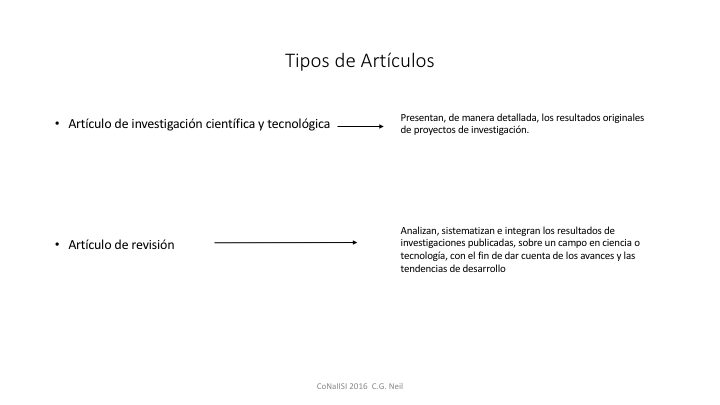 Tipos de Artículos
• Artículo de investigación científica y tecnológica
Presentan, de manera detallada, los resultados originales
de proyectos de investigación.
• Artículo de revisión
Analizan, sistematizan e integran los resultados de
investigaciones publicadas, sobre un campo en ciencia o
tecnología, con el fin de dar cuenta de los avances y las
tendencias de desarrollo
CoNaIISI 2016 C.G. Neil